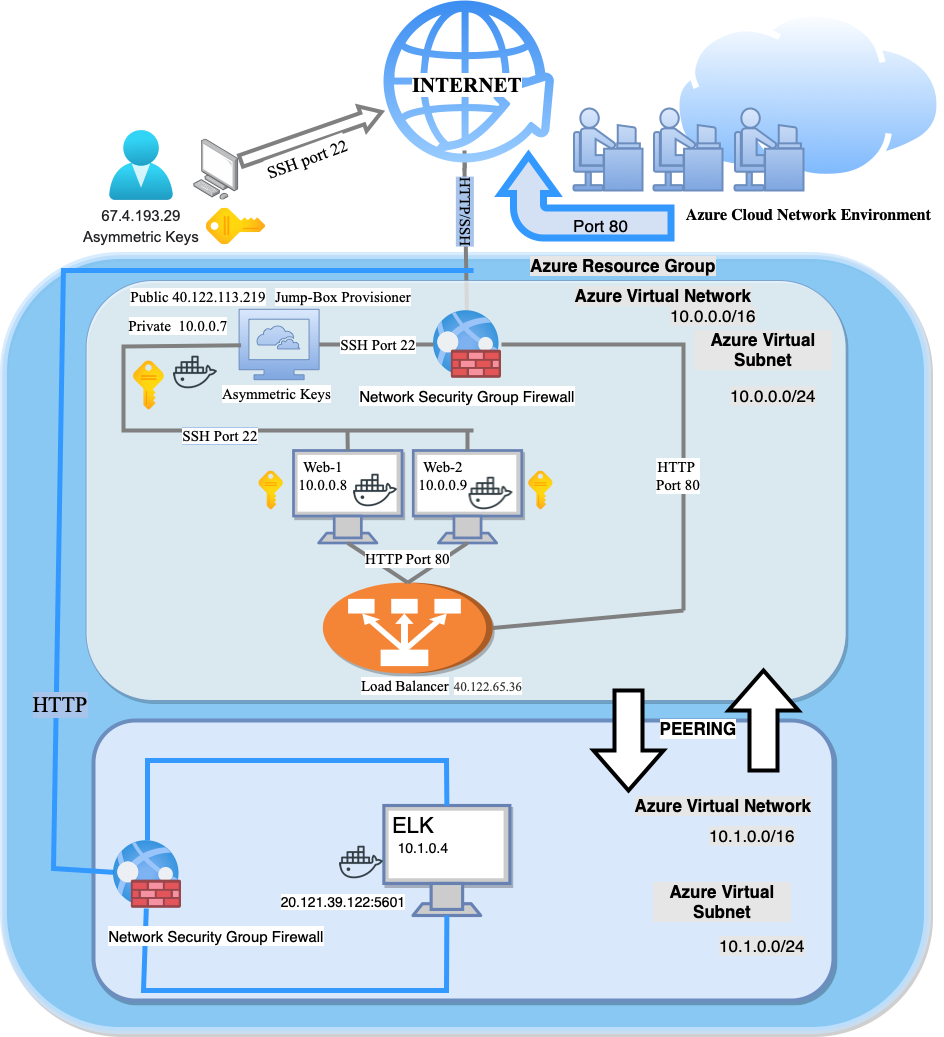 INTERNET
SSH port 22
67.4.193.29
Asymmetric Keys
HTTP/SSH
Port 80
Azure Cloud Network Environment
Azure Resource Group
Public 40.122.113.219 Jump-Box Provisioner
Azure Virtual Network
10.0.0.0/16
Private 10.0.0.7
SSH Port 22
Azure Virtual
Subnet
10.0.0.0/24
Asymmetric Keys
Network Security Group Firewall
SSH Port 22
Web-1
10.0.0.8
Web-2
10.0.0.9
HTTP
Port 80
HTTP Port 80
Load Balancer 40.122.65.36
HTTP
PEERING
Azure Virtual Network
10.1.0.0/16
ELK
10.1.0.4
20.121.39.122:5601
Azure Virtual
Subnet
10.1.0.0/24
Network Security Group Firewall